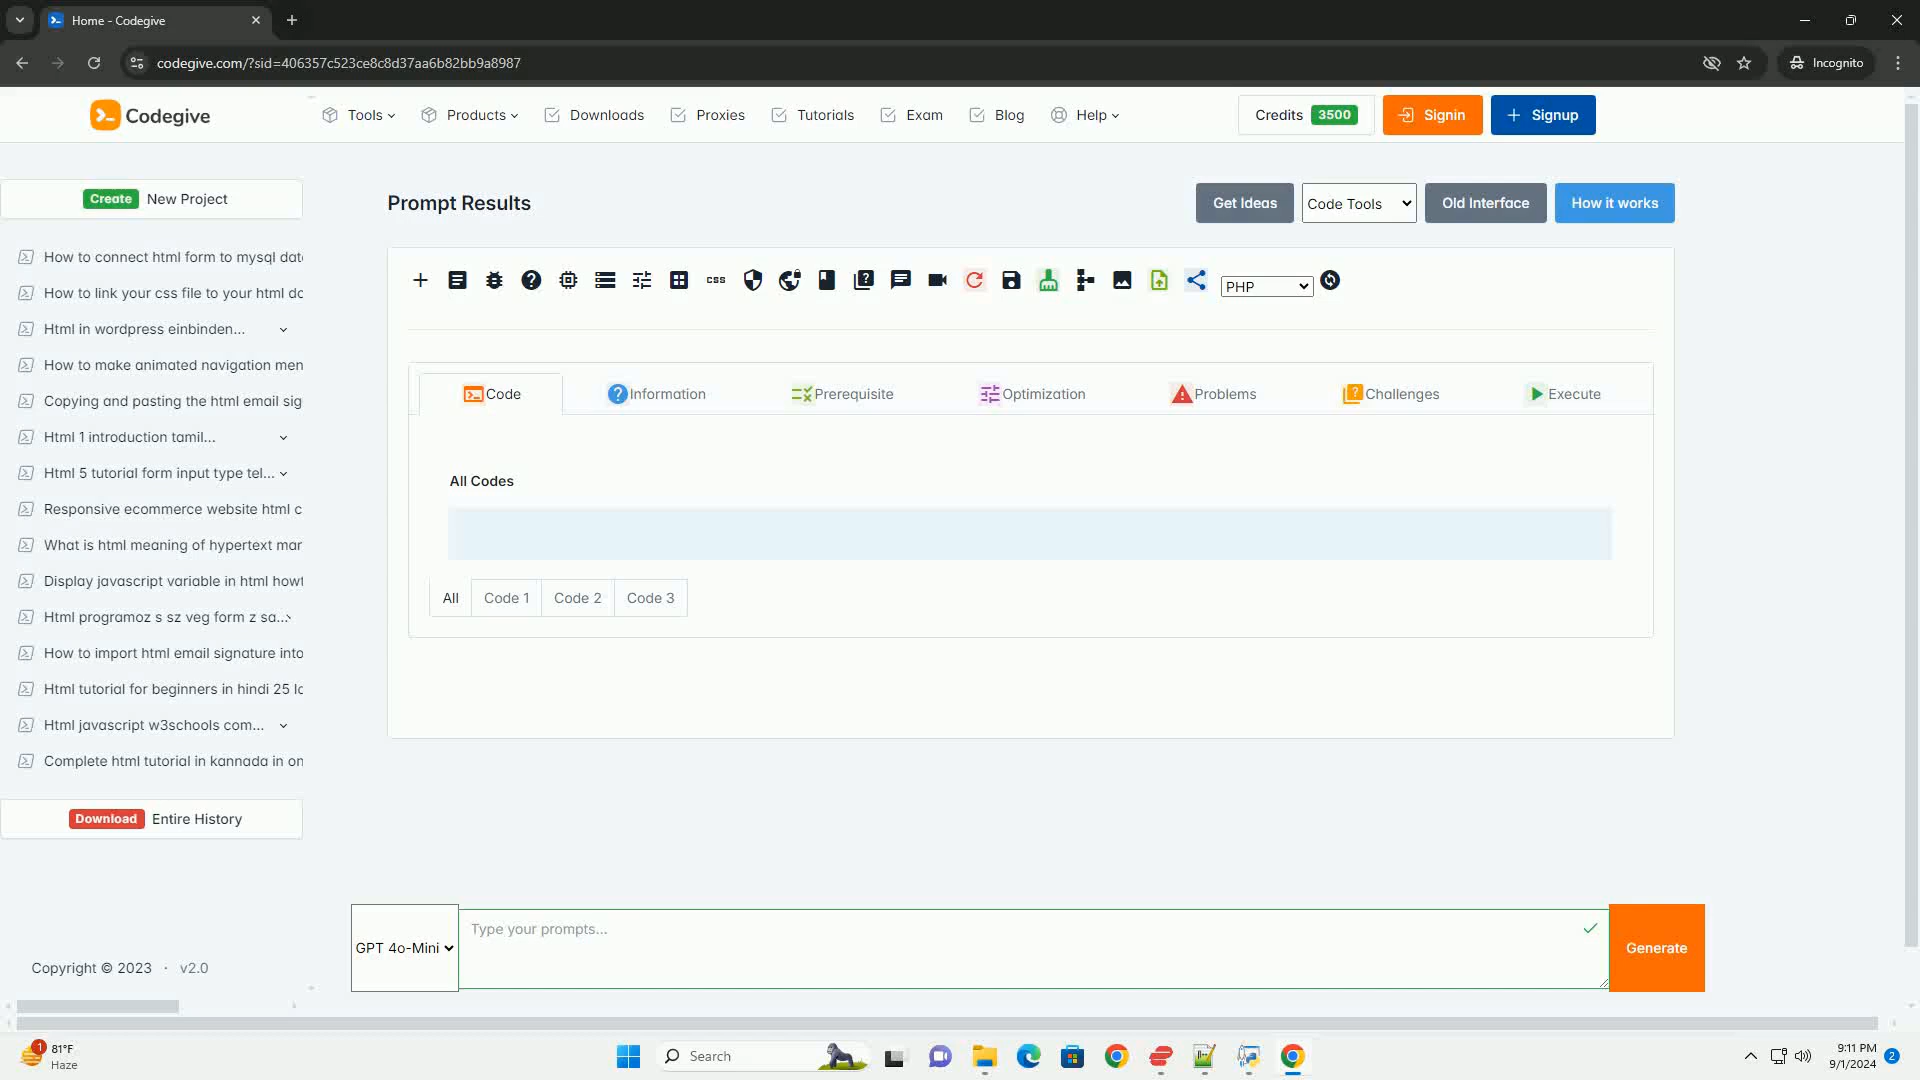 Home - Codegive
codegive.com/?sid=406357c523ce8c8d37aa6b82bb9a8987
Incognito
Codegive
Tools
Products
Downloads
Proxies
Tutorials
Exam
Blog
Help
Credits 3500
Signin
Signup
Create New Project
How to connect html form to mysql dat
How to link your css file to your html dc
Html in wordpress einbinden...
How to make animated navigation men
Copying and pasting the html email sig
Html 1 introduction tamil...
Html 5 tutorial form input type tel...
Responsive ecommerce website html c
What is html meaning of hypertext mar
Display javascript variable in html howt
Html programoz s sz veg form z sa...
How to import html email signature into
Html tutorial for beginners in hindi 25 lc
Html javascript w3schools com...
Complete html tutorial in kannada in on
Download Entire History
Copyright © 2023 · v2.0
Prompt Results
Get Ideas
Code Tools
Old Interface
How it works
css
PHP
Code
Information
Prerequisite
Optimization
Problems
Challenges
Execute
All Codes
All
Code 1
Code 2
Code 3
GPT 4o-Mini
Type your prompts...
Generate
1
81°F
Haze
Search
9:11 PM
9/1/2024
2